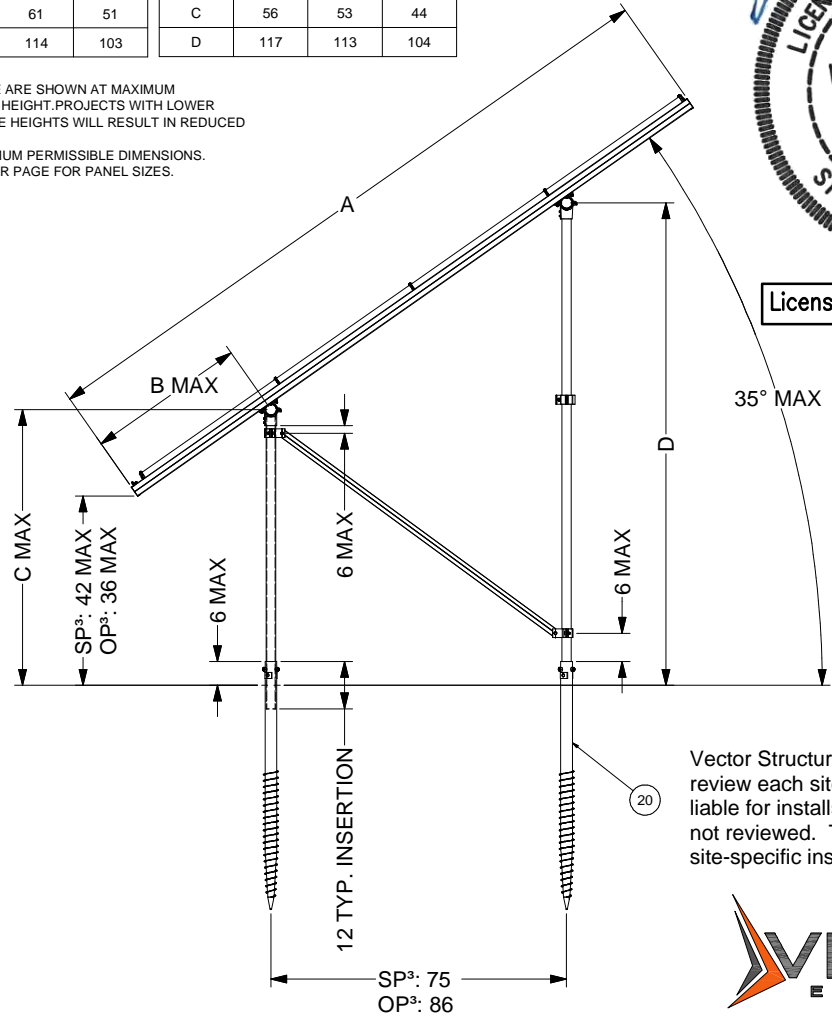 61 51
114 103
C 56 53 44
D 117 113 104
E ARE SHOWN AT MAXIMUM
HEIGHT.PROJECTS WITH LOWER
E HEIGHTS WILL RESULT IN REDUCED
UM PERMISSIBLE DIMENSIONS.
R PAGE FOR PANEL SIZES.
LICEN
Licens
A
B MAX
35° MAX
C MAX
SP³: 42 MAX
OP³: 36 MAX
6 MAX
6 MAX
D
6 MAX
12 TYP. INSERTION
20
SP³: 75
OP³: 86
Vector Structur
review each sit
liable for install
not reviewed. T
site-specific ins
VE
E